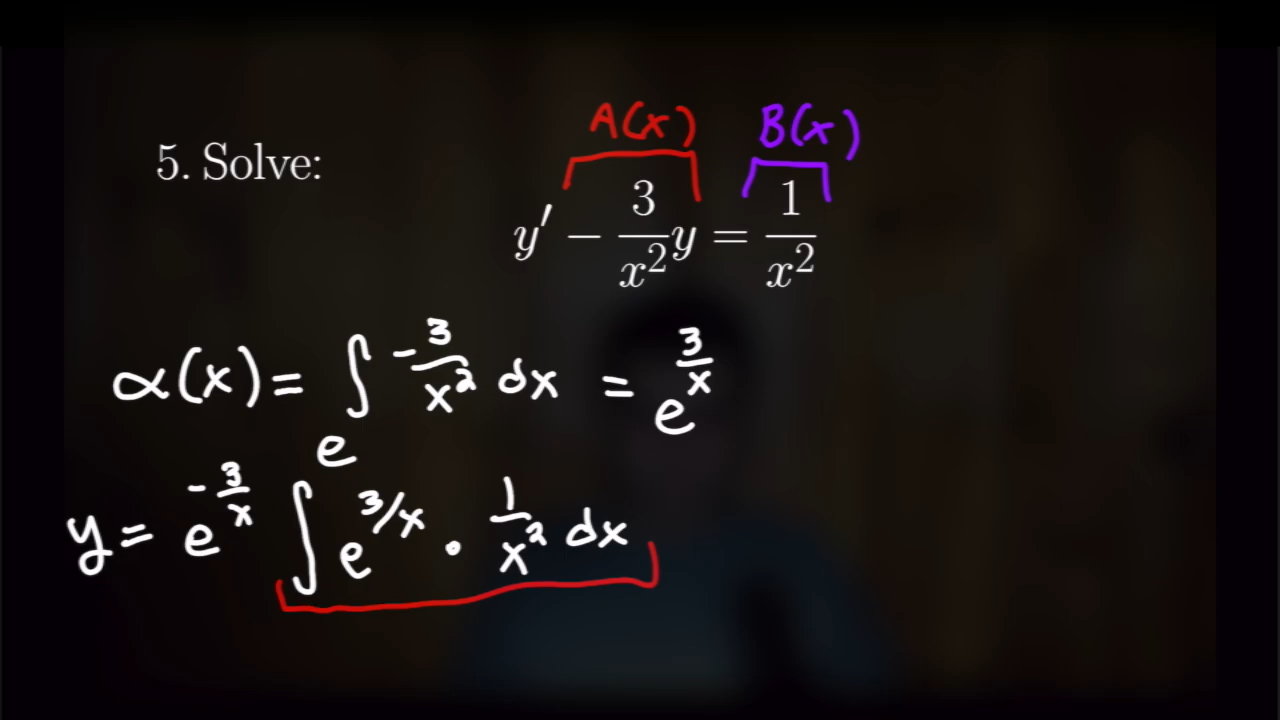 A(x) B(x)
5. Solve:
y′ − 3/x² y = 1/x²
α(x) = e^∫ -3/x² dx = e^3/x
y = e^-3/x ∫ e^3/x · 1/x² dx